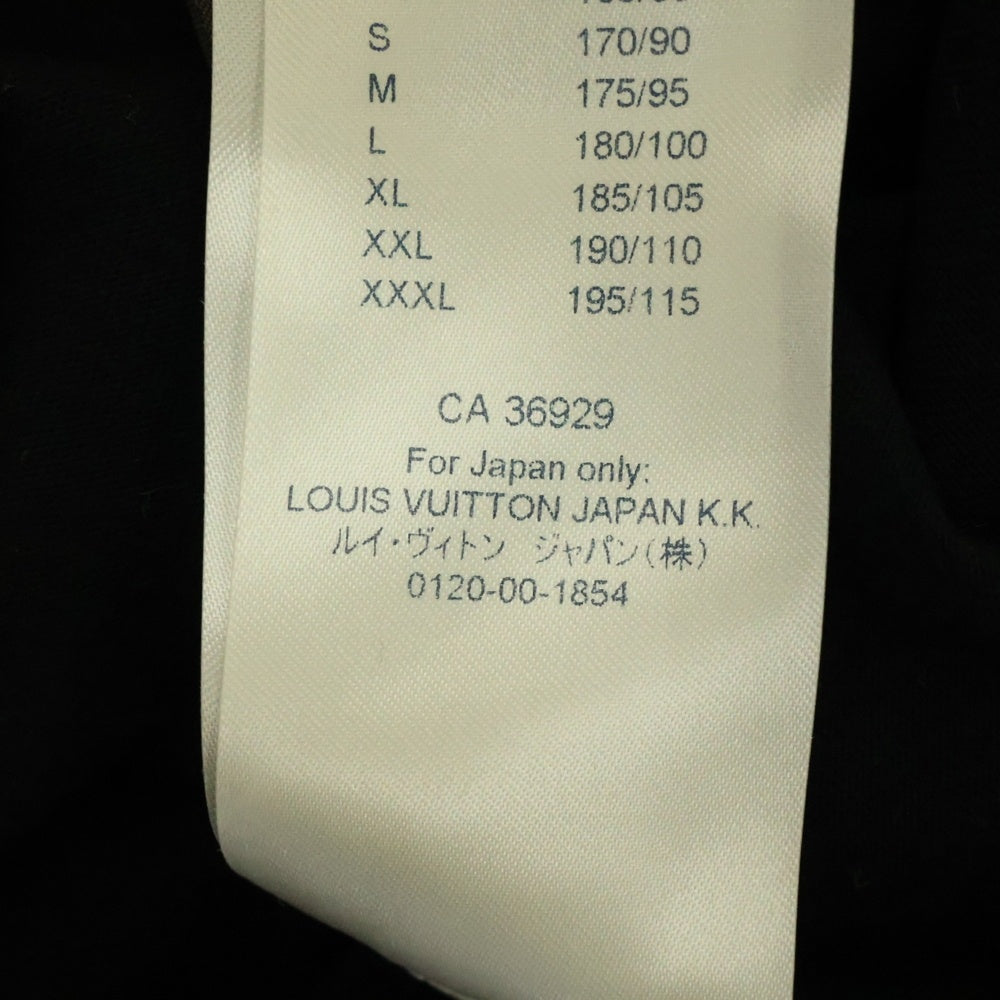 S 170/90
M 175/95
L 180/100
XL 185/105
XXL 190/110
XXXL 195/115
CA 36929
For Japan only:
LOUIS VUITTON JAPAN K.K.
ルイ・ヴィトン ジャパン(株)
0120-00-1854